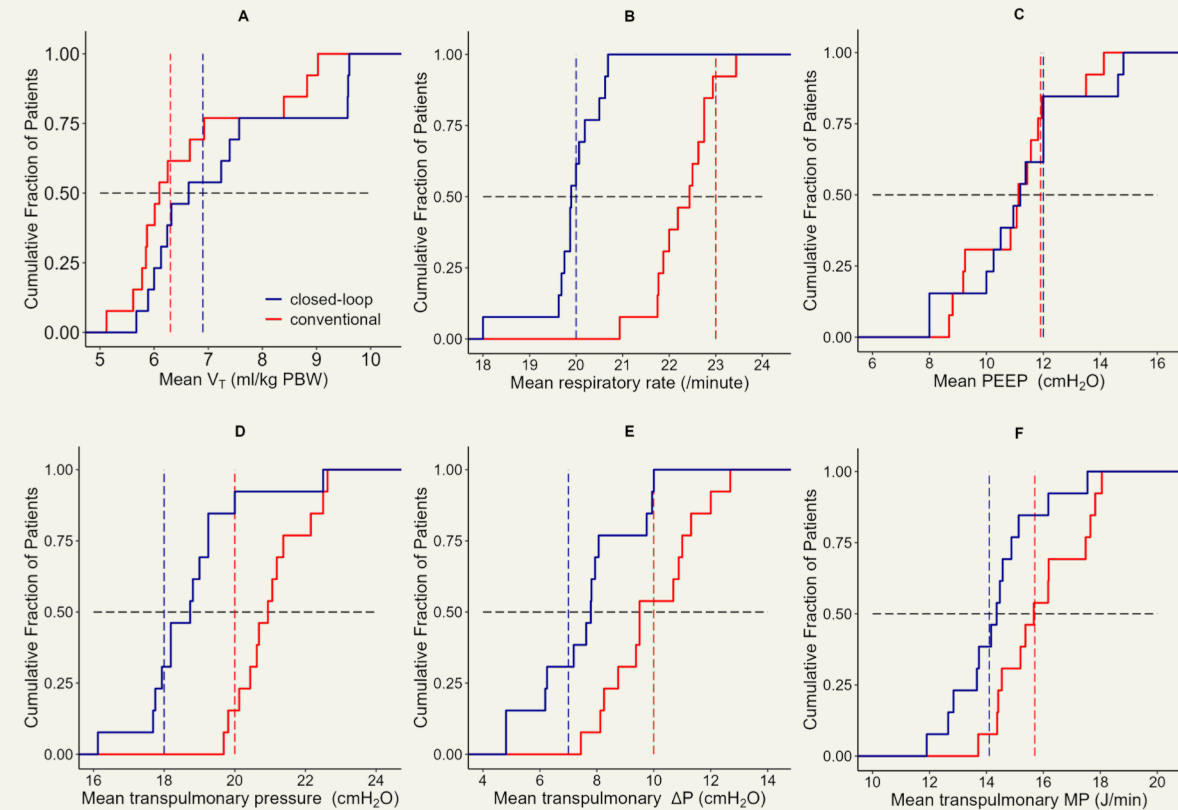 A
Cumulative Fraction of Patients
1.00
0.75
0.50
0.25
0.00
closed-loop
conventional
5 6 7 8 9 10
Mean VT (ml/kg PBW)
B
Cumulative Fraction of Patients
1.00
0.75
0.50
0.25
0.00
18 19 20 21 22 23 24
Mean respiratory rate (/minute)
C
Cumulative Fraction of Patients
1.00
0.75
0.50
0.25
0.00
6 8 10 12 14 16
Mean PEEP (cmH2O)
D
Cumulative Fraction of Patients
1.00
0.75
0.50
0.25
0.00
16 18 20 22 24
Mean transpulmonary pressure (cmH2O)
E
Cumulative Fraction of Patients
1.00
0.75
0.50
0.25
0.00
4 6 8 10 12 14
Mean transpulmonary ΔP (cmH2O)
F
Cumulative Fraction of Patients
1.00
0.75
0.50
0.25
0.00
10 12 14 16 18 20
Mean transpulmonary MP (J/min)